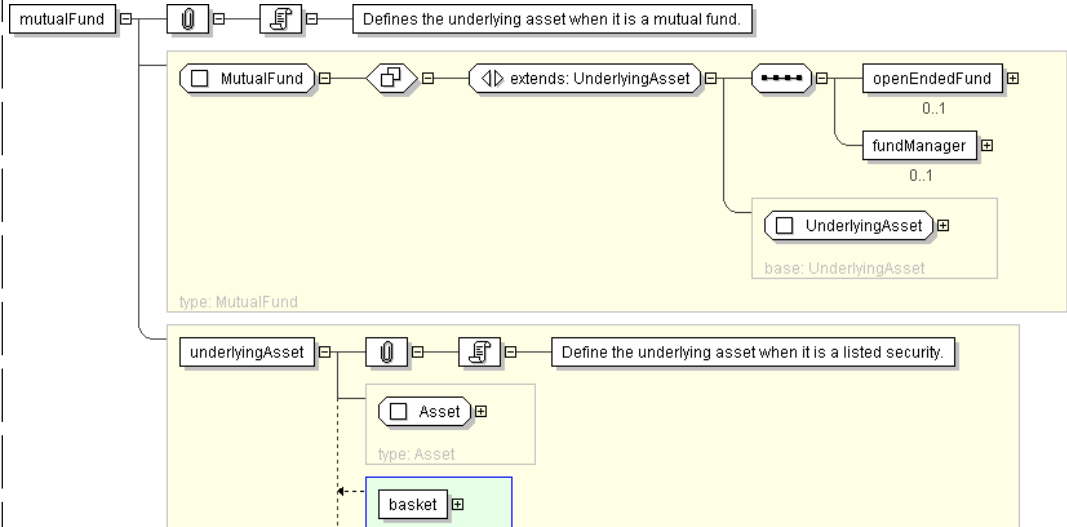 mutualFund
Defines the underlying asset when it is a mutual fund.
MutualFund
extends: UnderlyingAsset
openEndedFund
0..1
fundManager
0..1
UnderlyingAsset
base: UnderlyingAsset
type: MutualFund
underlyingAsset
Define the underlying asset when it is a listed security.
Asset
type: Asset
basket